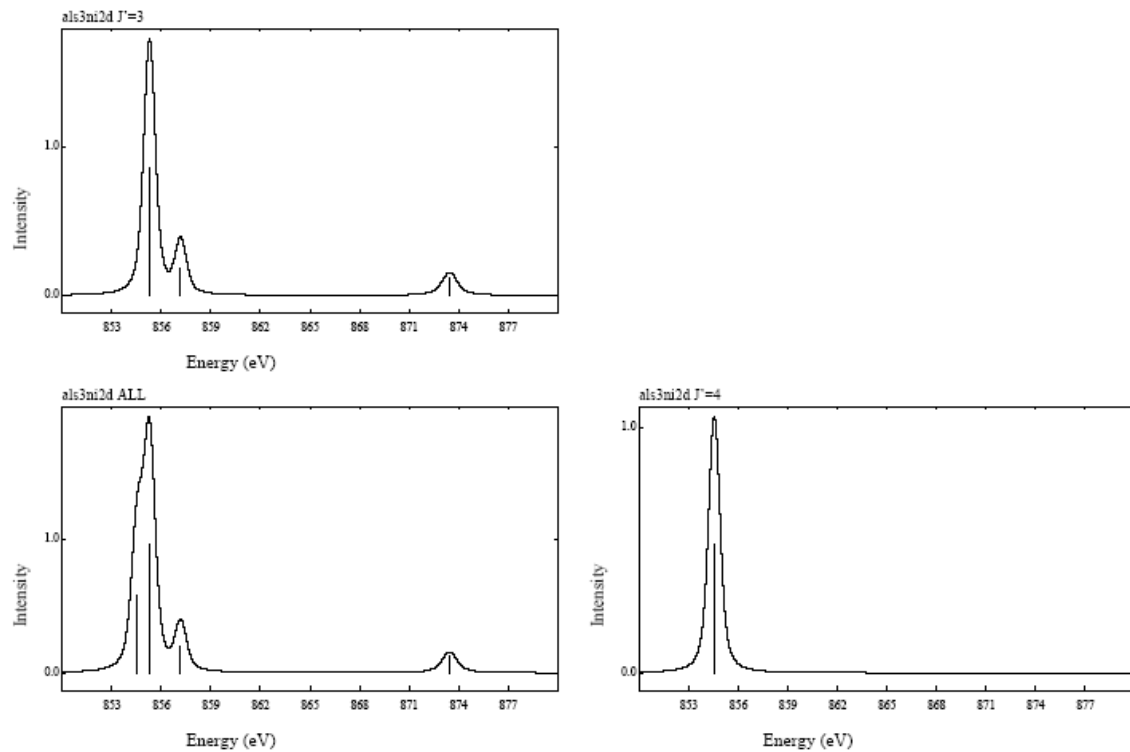 als3ni2d J'=3
1.0
Intensity
0.0
853 856 859 862 865 868 871 874 877
Energy (eV)
als3ni2d ALL
1.0
Intensity
0.0
853 856 859 862 865 868 871 874 877
Energy (eV)
als3ni2d J'=4
1.0
Intensity
0.0
853 856 859 862 865 868 871 874 877
Energy (eV)